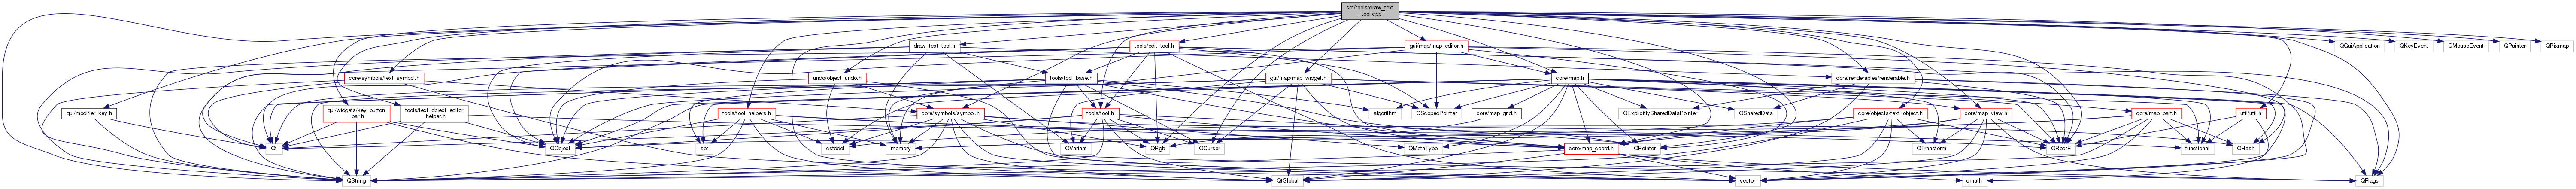 src/tools/draw_text
_tool.cpp
draw_text_tool.h
tools/edit_tool.h
gui/map/map_editor.h
QGuiApplication
QKeyEvent
QMouseEvent
QPainter
QPixmap
core/symbols/text_symbol.h
undo/object_undo.h
tools/tool_base.h
gui/map/map_widget.h
core/map.h
core/renderables/renderable.h
gui/modifier_key.h
gui/widgets/key_button
_bar.h
tools/text_object_editor
_helper.h
tools/tool_helpers.h
core/symbols/symbol.h
tools/tool.h
algorithm
QScopedPointer
core/map_grid.h
QExplicitlySharedDataPointer
QSharedData
core/objects/text_object.h
core/map_view.h
core/map_part.h
util/util.h
Qt
QObject
set
cstddef
memory
QVariant
QRgb
QCursor
QMetaType
core/map_coord.h
QPointer
QTransform
QRectF
functional
QHash
QString
QtGlobal
vector
cmath
QFlags